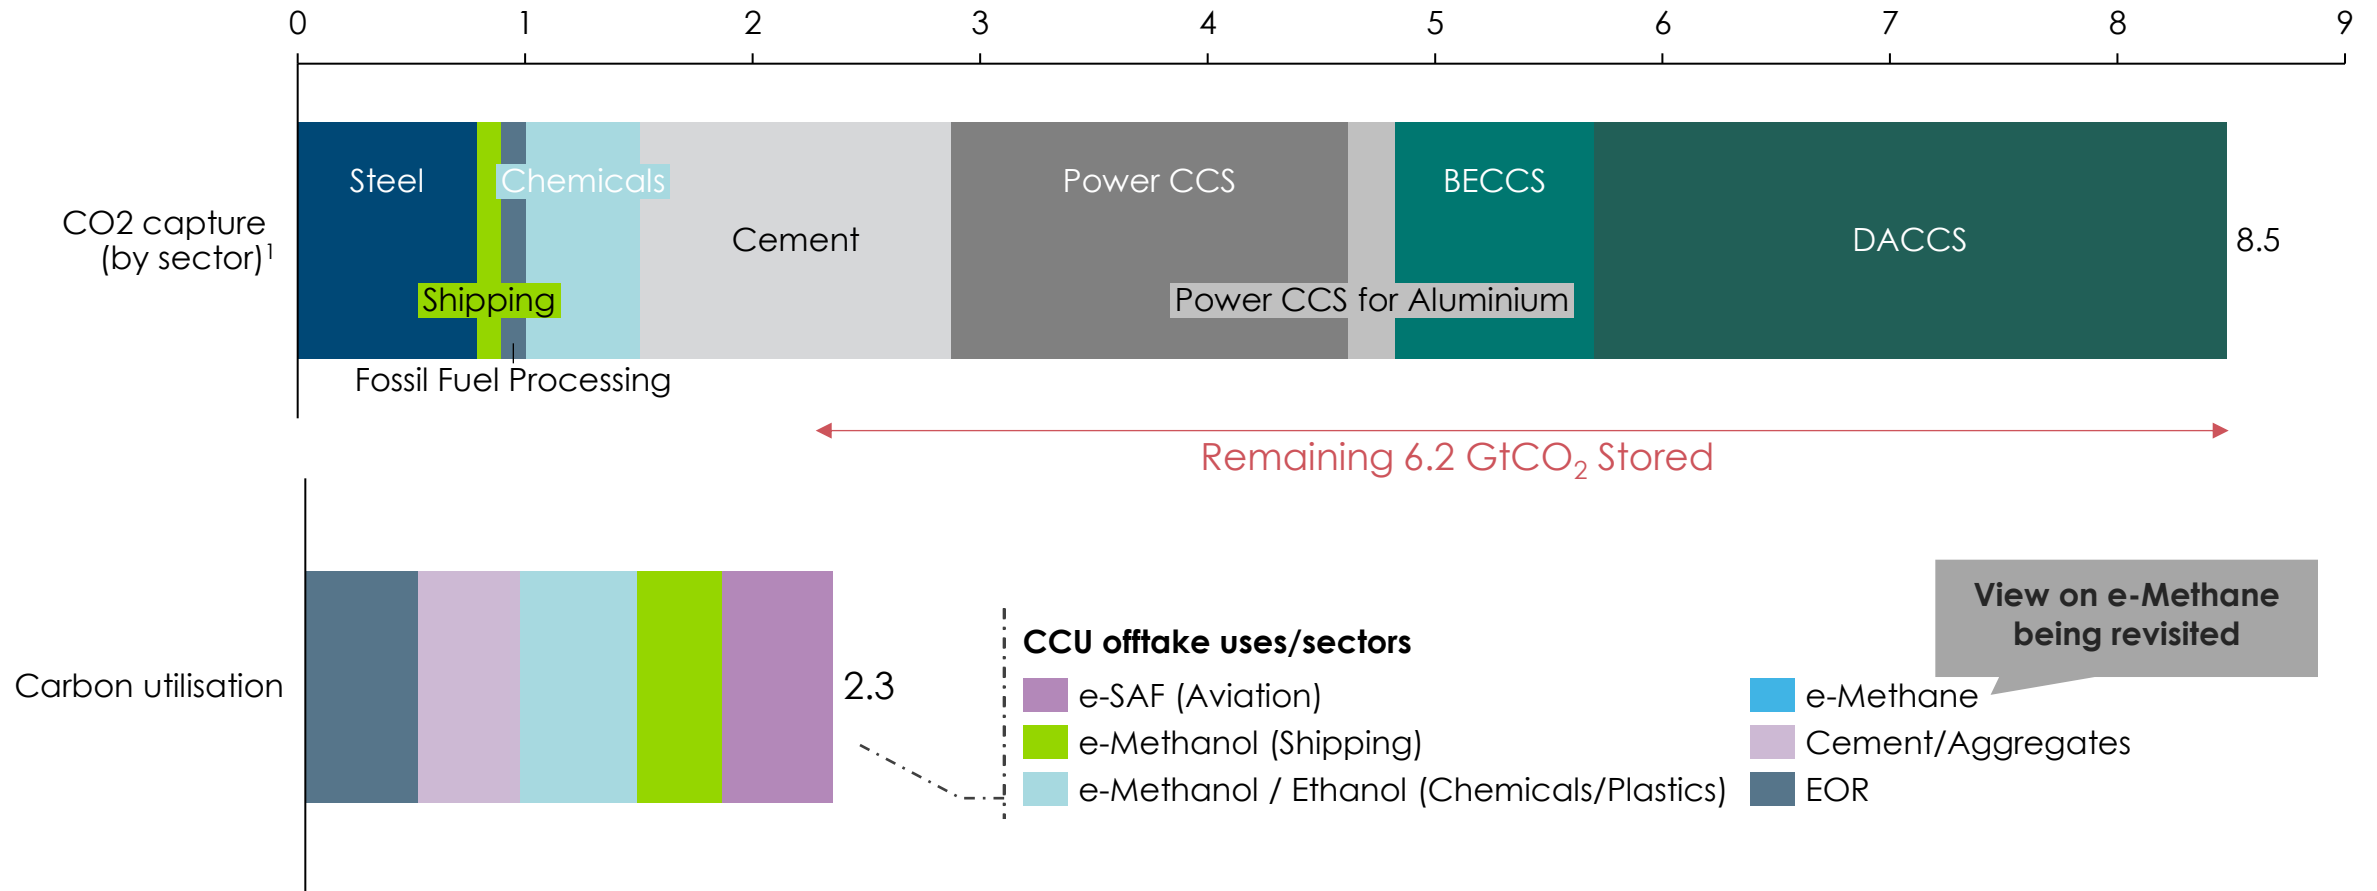 0 1 2 3 4 5 6 7 8 9
Steel
Chemicals
Power CCS
BECCS
CO2 capture
(by sector)1
Cement
DACCS
8.5
Shipping
Power CCS for Aluminium
Fossil Fuel Processing
Remaining 6.2 GtCO2 Stored
View on e-Methane
being revisited
CCU offtake uses/sectors
Carbon utilisation
2.3
e-SAF (Aviation)
e-Methanol (Shipping)
e-Methanol / Ethanol (Chemicals/Plastics)
e-Methane
Cement/Aggregates
EOR